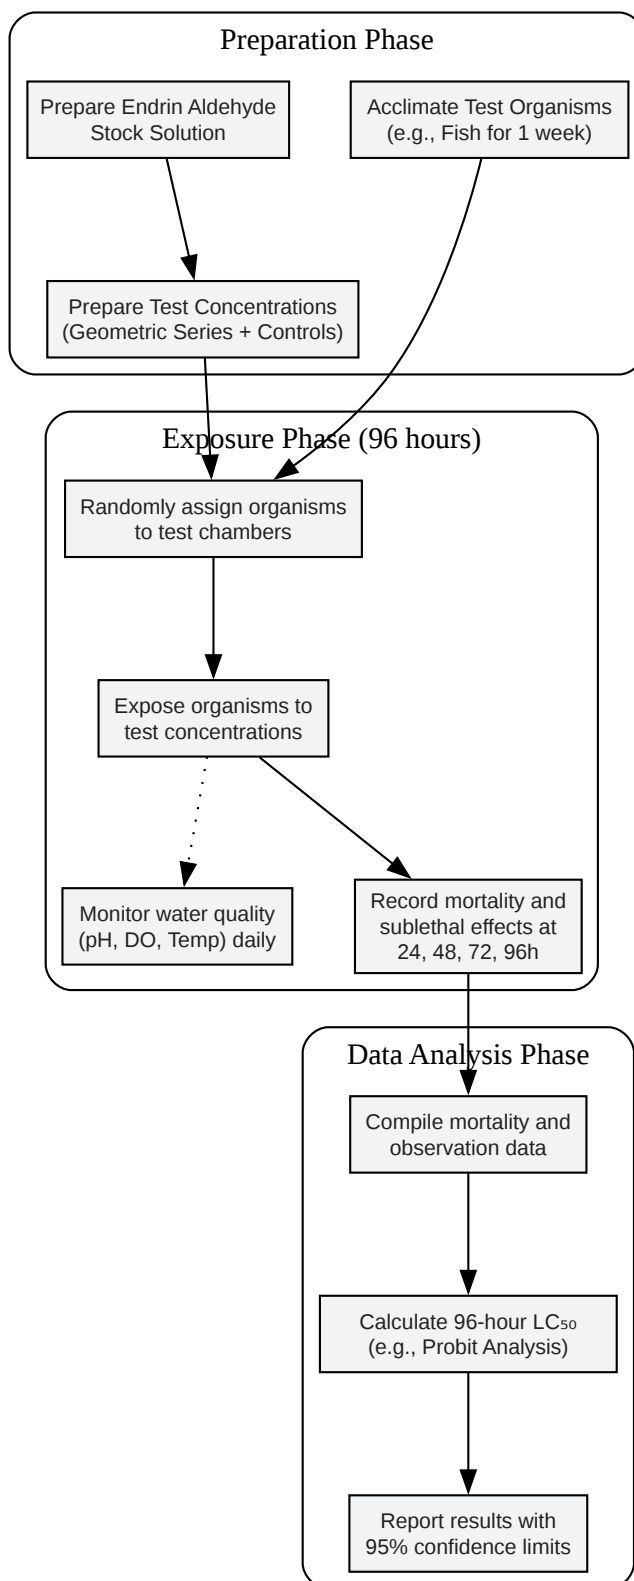 Preparation Phase
Prepare Endrin Aldehyde
Stock Solution
Acclimate Test Organisms
(e.g., Fish for 1 week)
Prepare Test Concentrations
(Geometric Series + Controls)
Exposure Phase (96 hours)
Randomly assign organisms
to test chambers
Expose organisms to
test concentrations
Monitor water quality
(pH, DO, Temp) daily
Record mortality and
sublethal effects at
24, 48, 72, 96h
Data Analysis Phase
Compile mortality and
observation data
Calculate 96-hour LC₅₀
(e.g., Probit Analysis)
Report results with
95% confidence limits